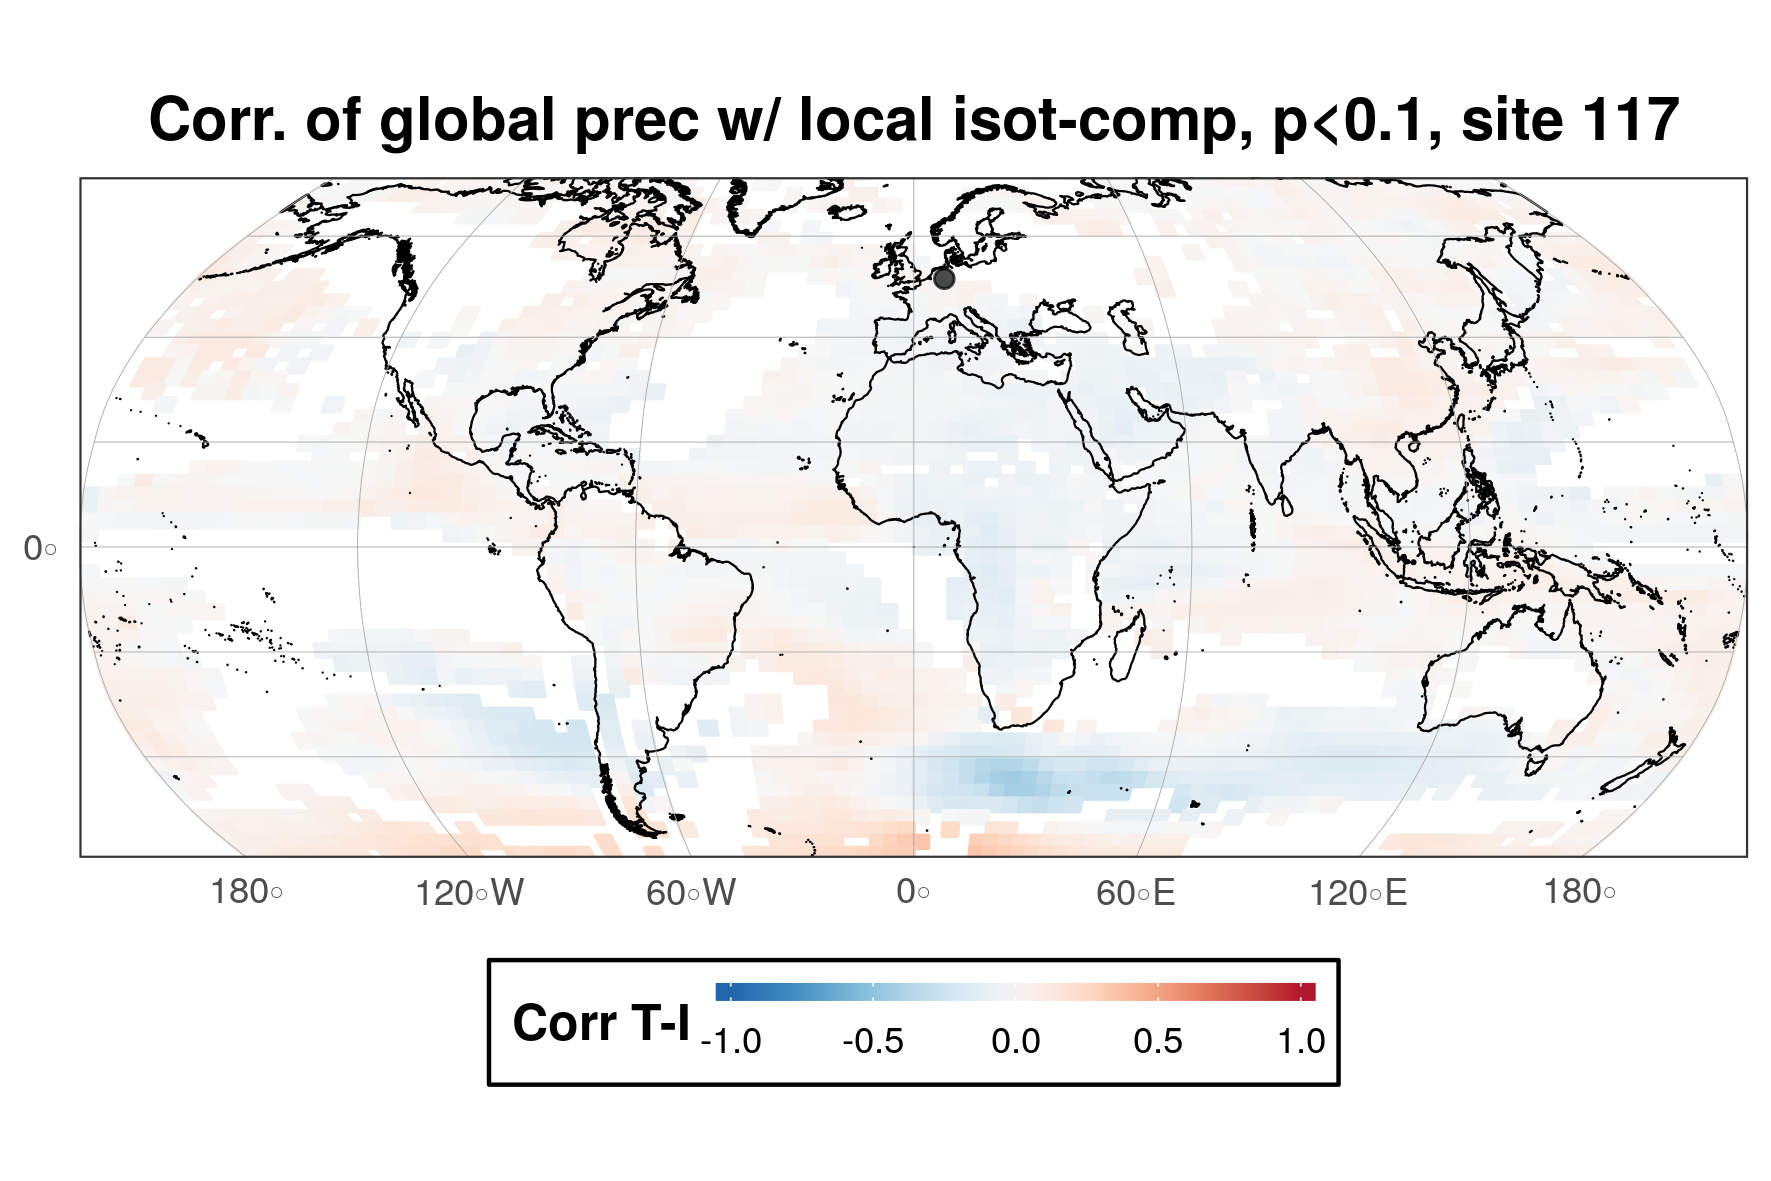 Corr. of global prec w/ local isot-comp, p<0.1, site 117
0°
180° 120°W 60°W 0° 60°E 120°E 180°
Corr T-I
-1.0 -0.5 0.0 0.5 1.0